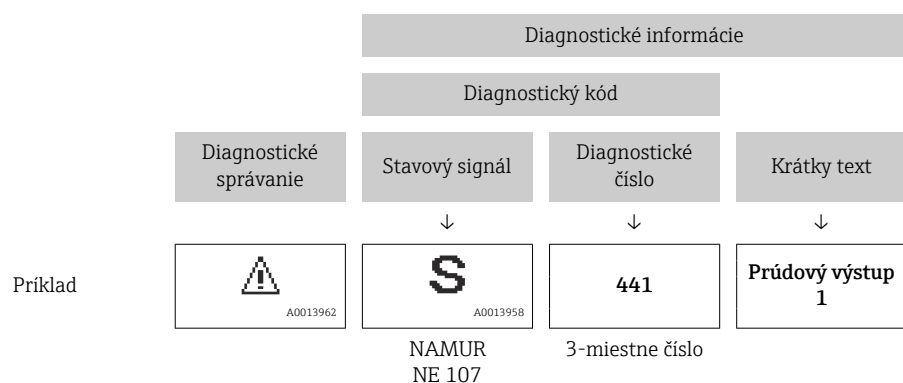 Diagnostické informácie
Diagnostický kód
Diagnostické
správanie
Stavový signál
Diagnostické
číslo
Krátky text
↓
↓
↓
Príklad
A0013962
S
A0013958
441
Prúdový výstup
1
NAMUR
NE 107
3-miestne číslo